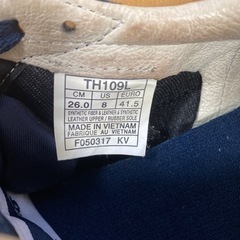 TH109L
CM US EURO
26.0 8 41.5
SYNTHETIC FIBER & LEATHER & SYNTHETIC
LEATHER UPPER / RUBBER SOLE
MADE IN VIETNAM
FABRIQUE AU VIETNAM
F050317 KV